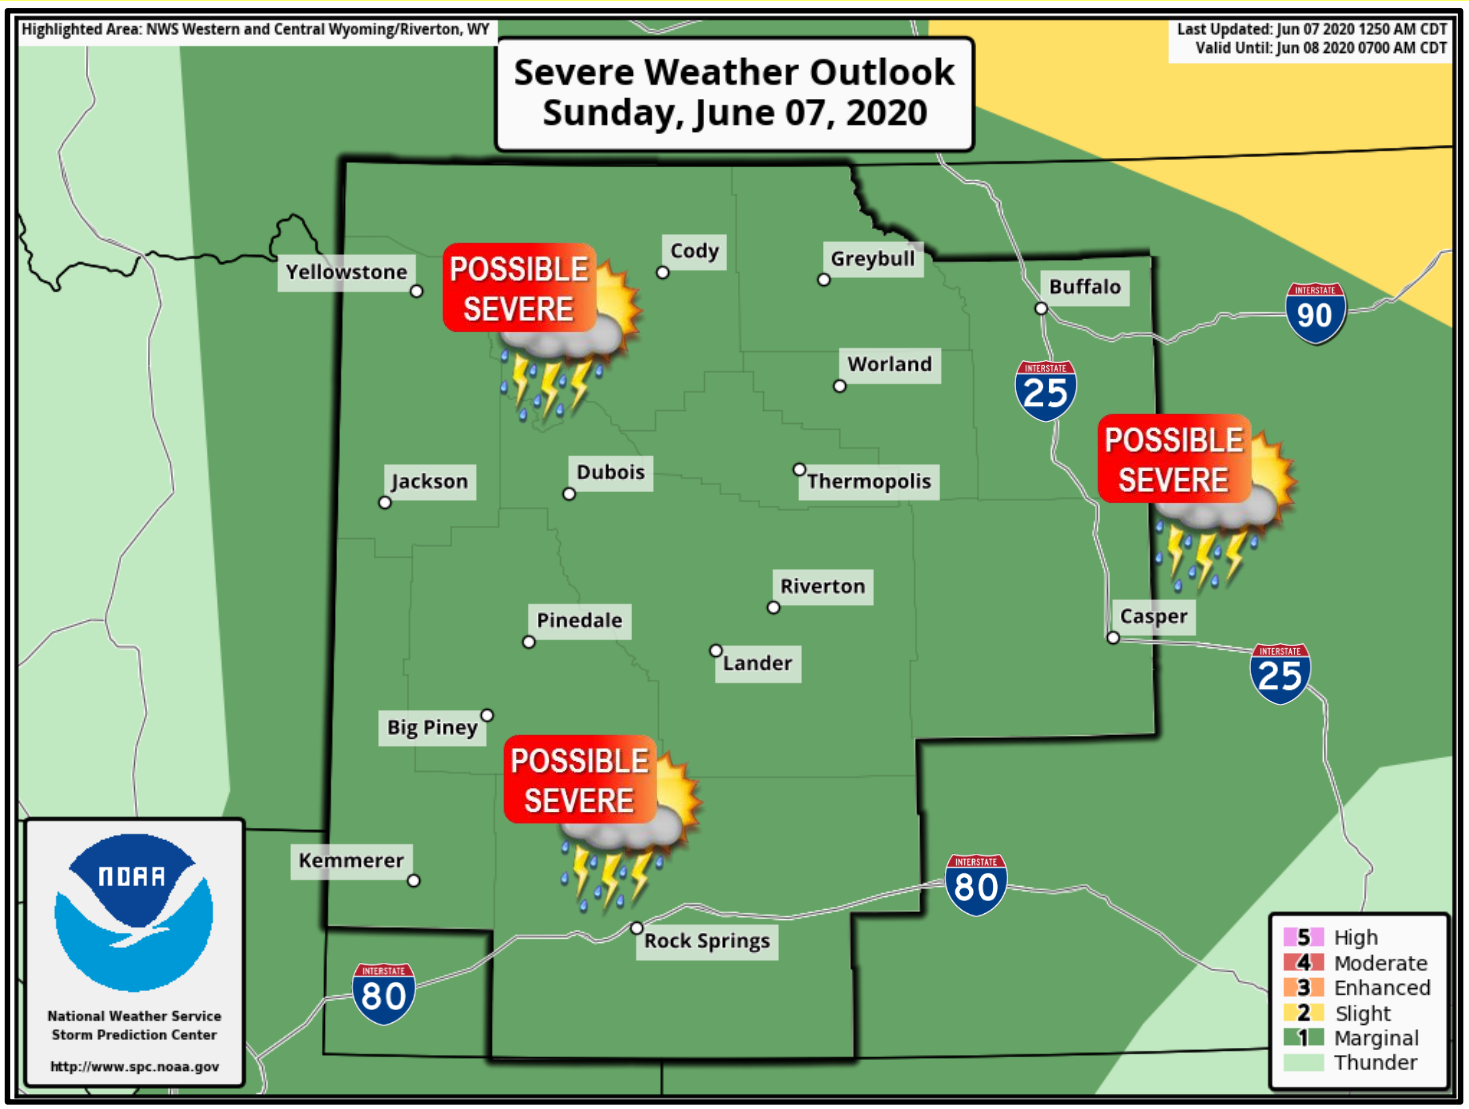 Highlighted Area: NWS Western and Central Wyoming/Riverton, WY
Last Updated: Jun 07 2020 1250 AM CDT
Valid Until: Jun 08 2020 0700 AM CDT
Severe Weather Outlook
Sunday, June 07, 2020
Cody
Greybull
Yellowstone
POSSIBLE
SEVERE
Buffalo
INTERSTATE
90
Worland
INTERSTATE
25
POSSIBLE
SEVERE
Jackson
Dubois
Thermopolis
Riverton
Pinedale
Casper
Lander
INTERSTATE
25
Big Piney
POSSIBLE
SEVERE
Kemmerer
INTERSTATE
80
Rock Springs
INTERSTATE
80
NOAA
National Weather Service
Storm Prediction Center
http://www.spc.noaa.gov
5 High
4 Moderate
3 Enhanced
2 Slight
1 Marginal
Thunder